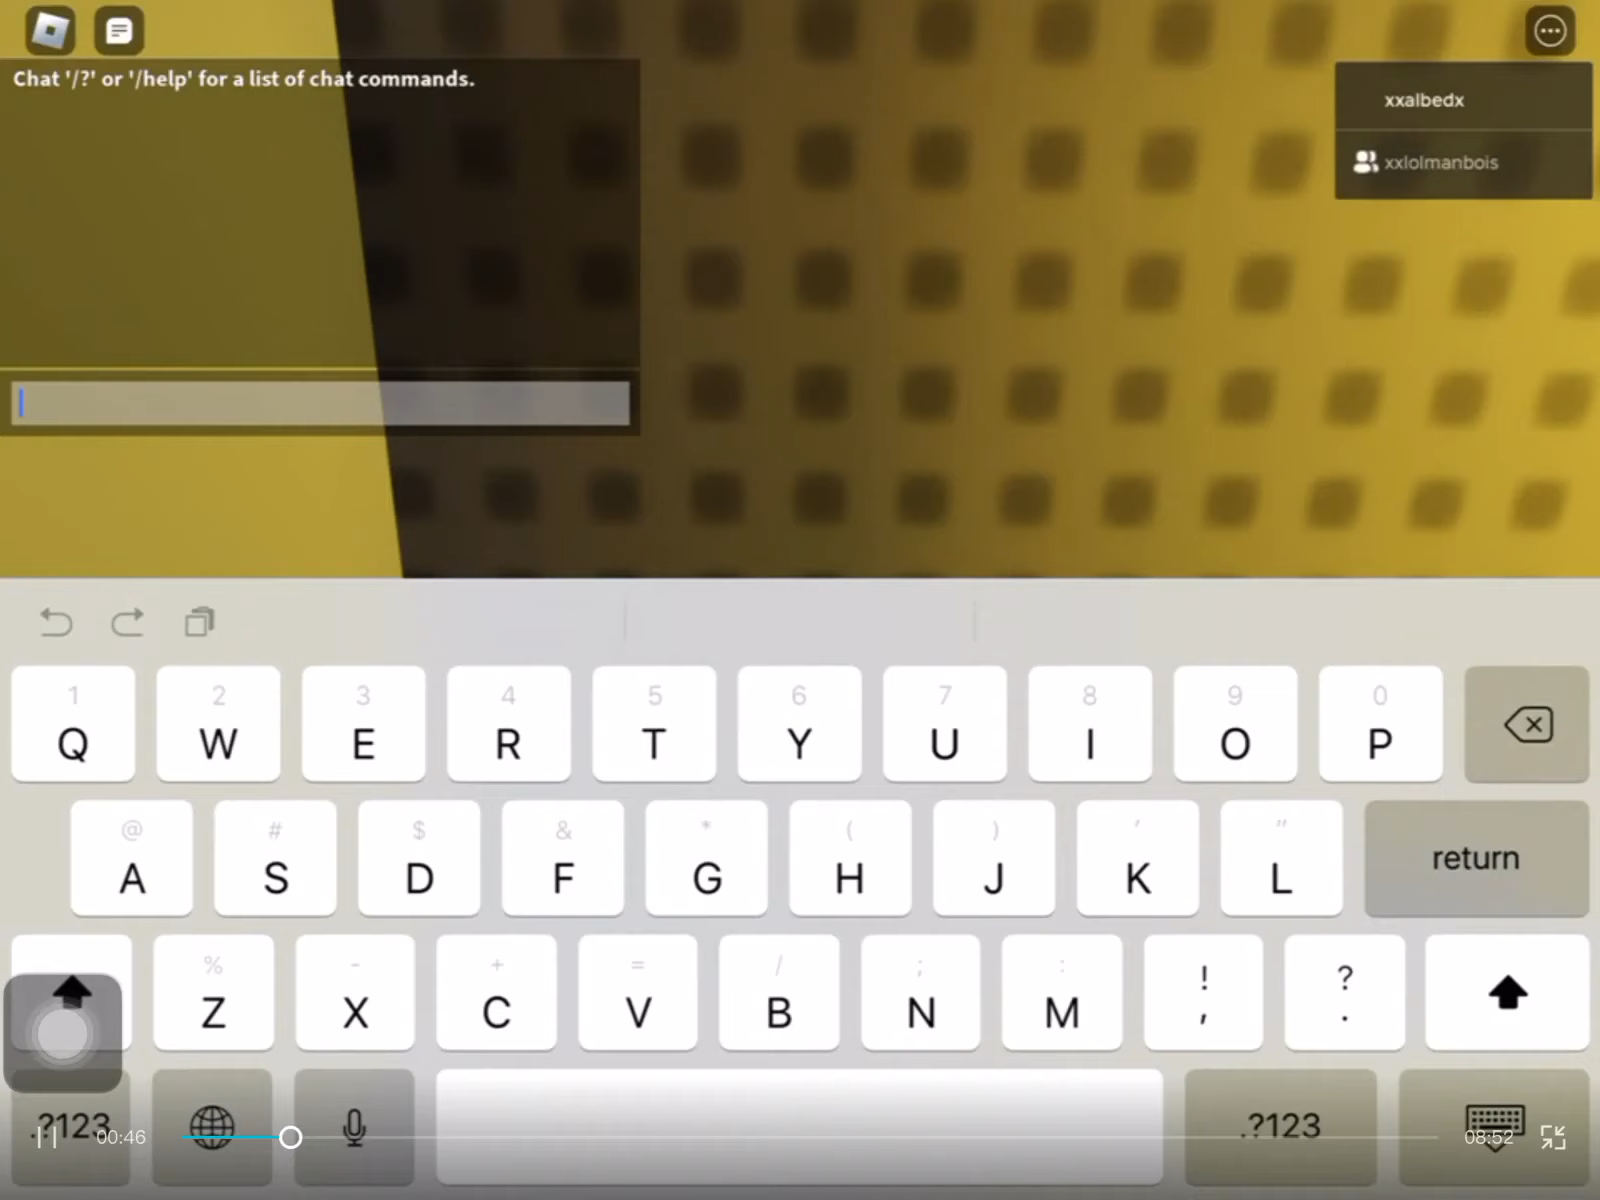 Chat '/?' or '/help' for a list of chat commands.
xxalbedx
xxlolmanbois
1 2 3 4 5 6 7 8 9 0
Q W E R T Y U I O P
@ # $ & * ( ) ' "
A S D F G H J K L return
% - + = / ; : ! ?
Z X C V B N M , .
.?123 .?123
00:46 08:52